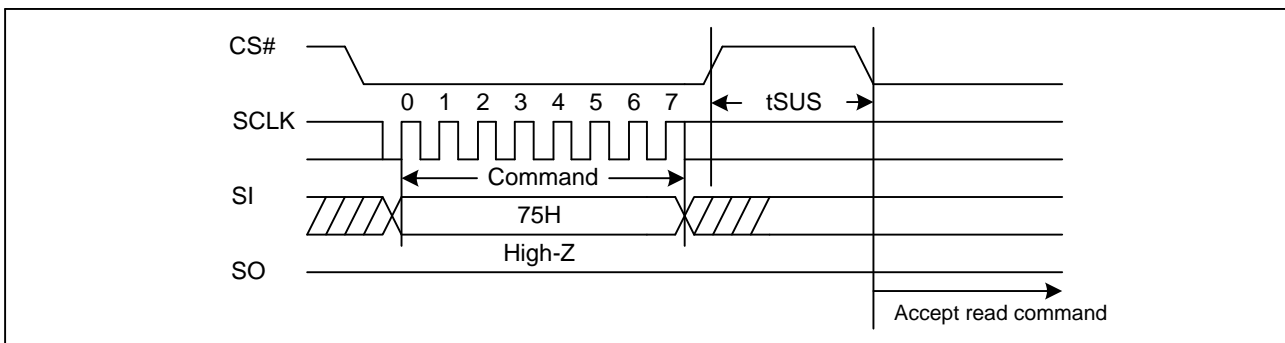 CS#
0 1 2 3 4 5 6 7
tSUS
SCLK
Command
SI
75H
High-Z
SO
Accept read command